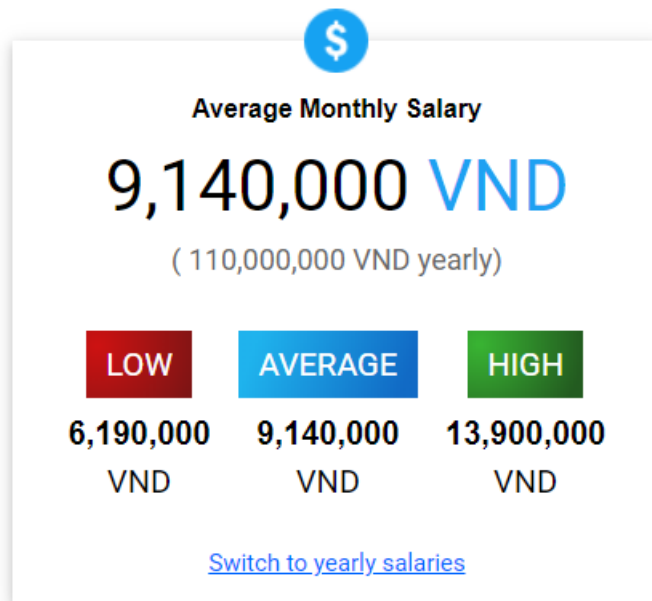 $
Average Monthly Salary
9,140,000 VND
( 110,000,000 VND yearly)
LOW AVERAGE HIGH
6,190,000 9,140,000 13,900,000
VND VND VND
Switch to yearly salaries